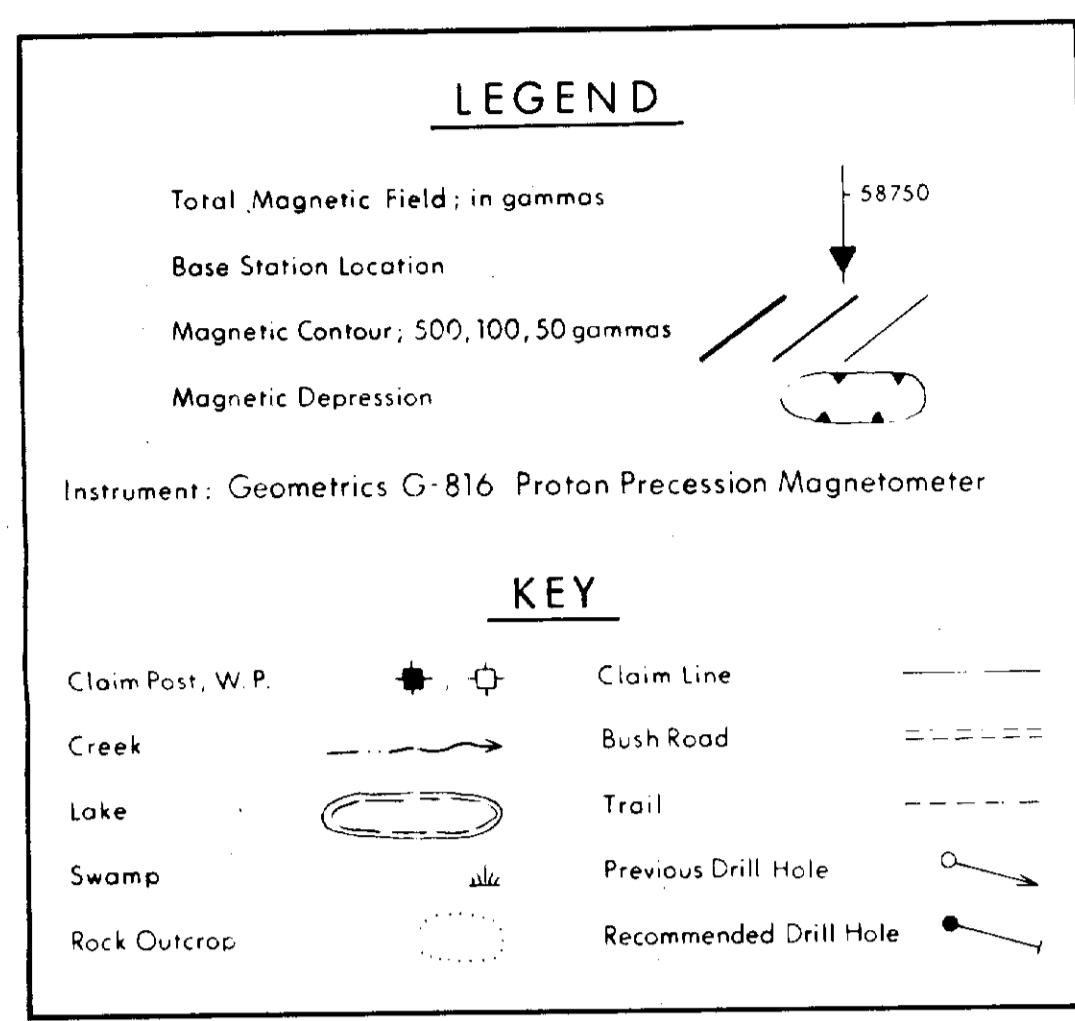 LEGEND
Total Magnetic Field; in gammas 58750
Base Station Location
Magnetic Contour; 500, 100, 50 gammas
Magnetic Depression
Instrument: Geometrics G-816 Proton Precession Magnetometer
KEY
Claim Post, W.P.
Claim Line
Creek
Bush Road
Lake
Trail
Swamp
Previous Drill Hole
Rock Outcrop
Recommended Drill Hole